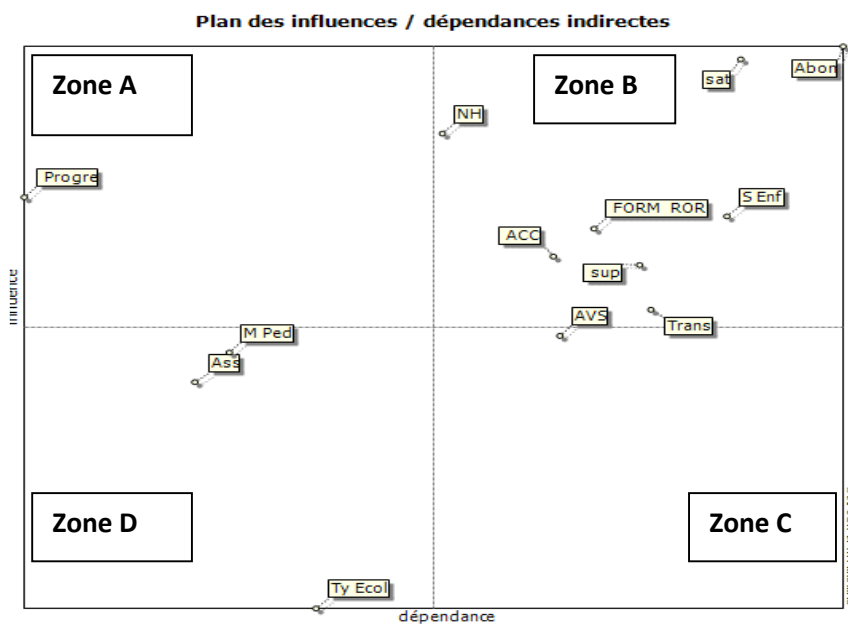 Plan des influences / dépendances indirectes
Zone A
Zone B
sat
Abon
NH
Progre
S Enf
FORM ROR
ACC
sup
influence
AVS
Trans
M Ped
Ass
Zone D
Zone C
Ty Ecol
dépendance